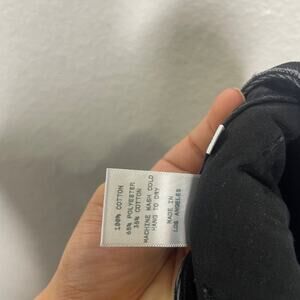 100% COTTON
65% POLYESTER
35% COTTON
MACHINE WASH COLD
HANG TO DRY
MADE IN
LOS ANGELES